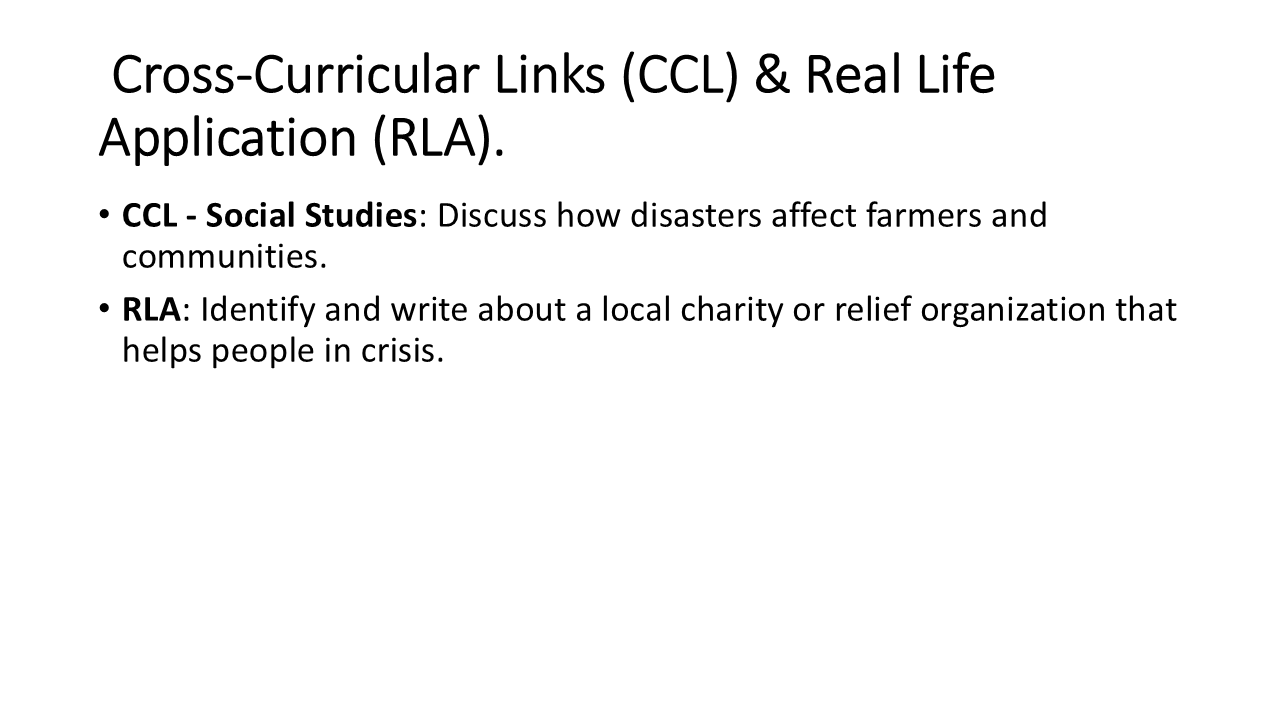 Cross-Curricular Links (CCL) & Real Life
Application (RLA).
• CCL - Social Studies: Discuss how disasters affect farmers and
communities.
• RLA: Identify and write about a local charity or relief organization that
helps people in crisis.